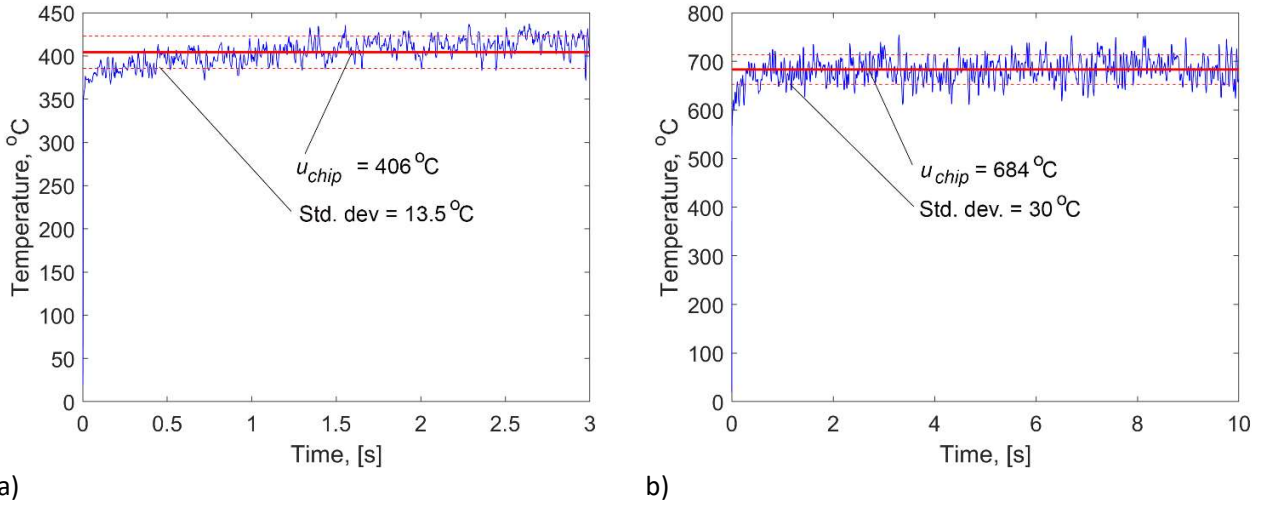 450
400
350
300
250
200
150
100
50
0
Temperature, °C
u_chip = 406 °C
Std. dev = 13.5 °C
0 0.5 1 1.5 2 2.5 3
Time, [s]
a)
800
700
600
500
400
300
200
100
0
Temperature, °C
u_chip = 684 °C
Std. dev. = 30 °C
0 2 4 6 8 10
Time, [s]
b)